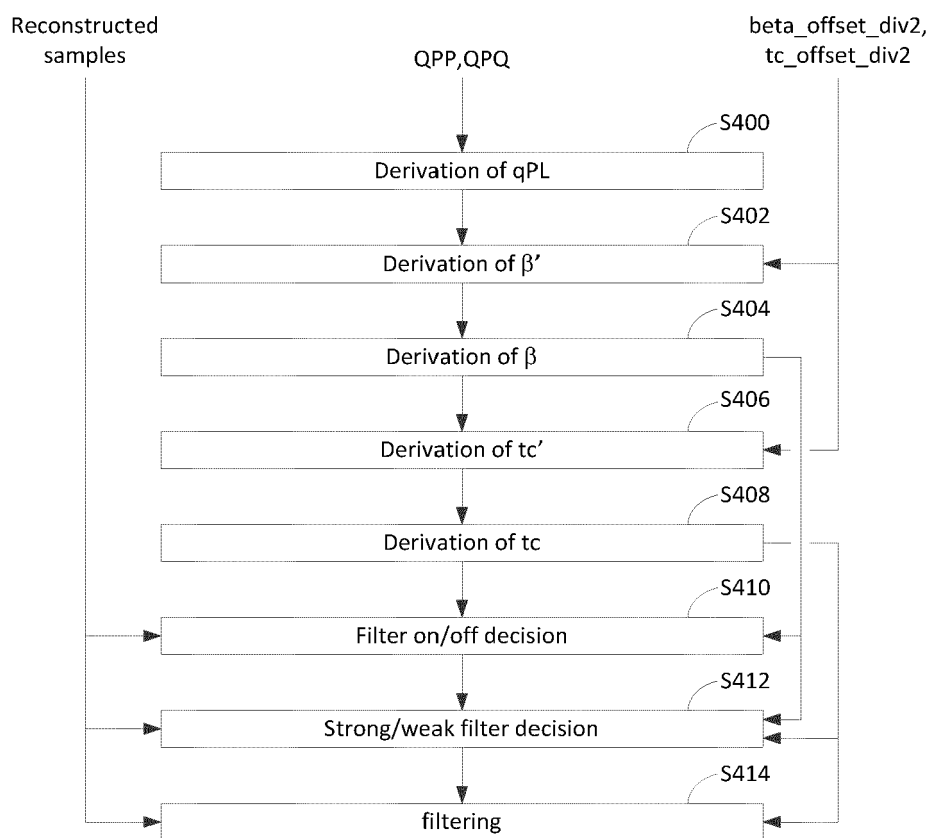 Reconstructed
samples
QPP,QPQ
beta_offset_div2,
tc_offset_div2
S400
Derivation of qPL
S402
Derivation of β’
S404
Derivation of β
S406
Derivation of tc’
S408
Derivation of tc
S410
Filter on/off decision
S412
Strong/weak filter decision
S414
filtering